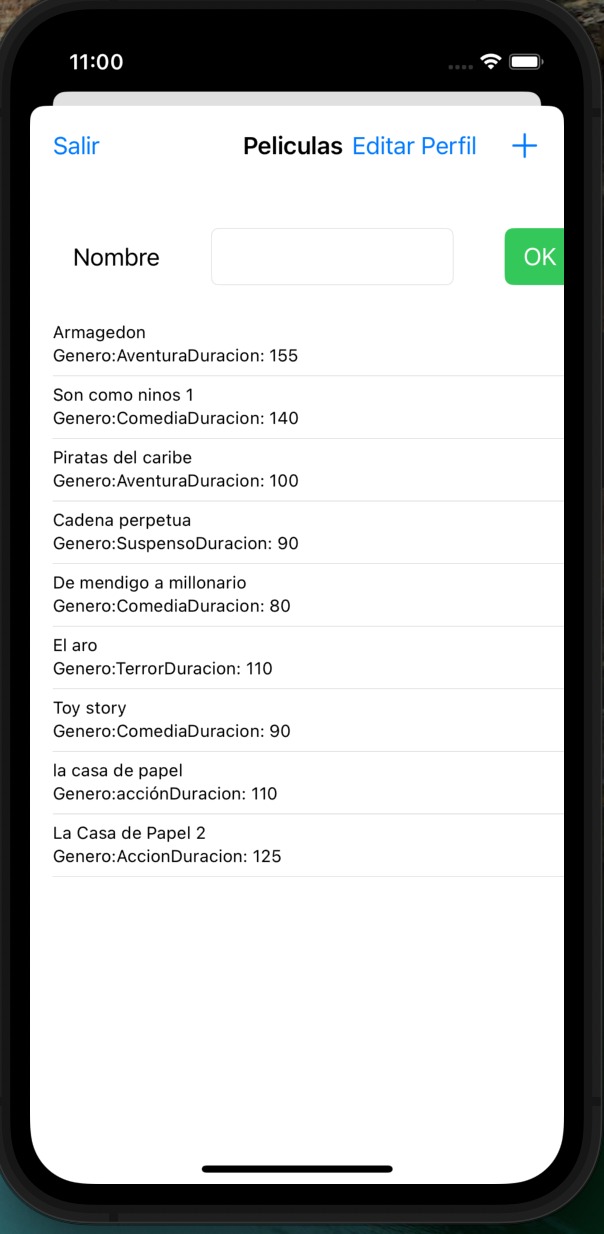 11:00
Salir Peliculas Editar Perfil +
Nombre OK
Armagedon
Genero:AventuraDuracion: 155
Son como ninos 1
Genero:ComediaDuracion: 140
Piratas del caribe
Genero:AventuraDuracion: 100
Cadena perpetua
Genero:SuspensoDuracion: 90
De mendigo a millonario
Genero:ComediaDuracion: 80
El aro
Genero:TerrorDuracion: 110
Toy story
Genero:ComediaDuracion: 90
la casa de papel
Genero:acciónDuracion: 110
La Casa de Papel 2
Genero:AccionDuracion: 125